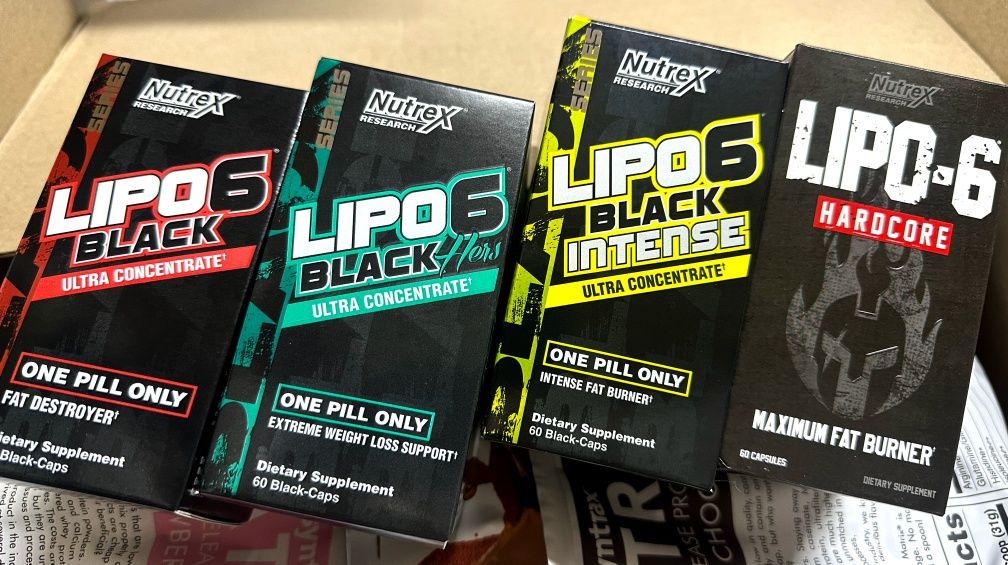 SERIES
NUTREX®
RESEARCH
LIPO6
BLACK
ULTRA CONCENTRATE†
ONE PILL ONLY
FAT DESTROYER†
Black-Caps
SERIES
NUTREX®
RESEARCH
LIPO6
BLACK Hers
ULTRA CONCENTRATE†
ONE PILL ONLY
EXTREME WEIGHT LOSS SUPPORT†
Dietary Supplement
60 Black-Caps
SERIES
NUTREX®
RESEARCH
LIPO6
BLACK
INTENSE
ULTRA CONCENTRATE†
ONE PILL ONLY
INTENSE FAT BURNER†
Dietary Supplement
60 Black-Caps
NUTREX
RESEARCH
LIPO-6
HARDCORE
MAXIMUM FAT BURNER
60 CAPSULES
DIETARY SUPPLEMENT